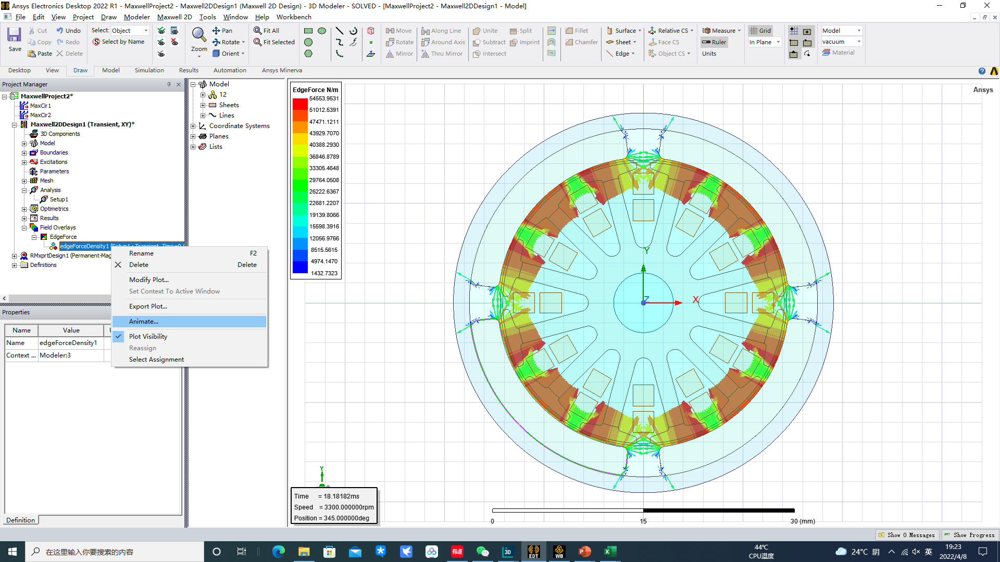 Ansys Electronics Desktop 2022 R1 - MaxwellProject2 - Maxwell2DDesign1 (Maxwell 2D Design) - 3D Modeler - SOLVED - [MaxwellProject2 - Maxwell2DDesign1 - Model]
File Edit View Project Draw Modeler Maxwell 2D Tools Window Help Workbench
Save
Cut
Copy
Paste
Undo
Redo
Delete
Select: Object
Select by Name
Zoom
Pan
Rotate
Orient
Fit All
Fit Selected
Move
Rotate
Mirror
Along Line
Around Axis
Thru Mirror
Unite
Subtract
Intersect
Split
Imprint
Fillet
Chamfer
Surface
Sheet
Edge
Relative CS
Face CS
Object CS
Measure
Ruler
Units
Grid
In Plane
Model
vacuum
Material
Desktop View Draw Model Simulation Results Automation Ansys Minerva
Project Manager
MaxwellProject2*
MaxCir1
MaxCir2
Maxwell2DDesign1 (Transient, XY)*
3D Components
Model
Boundaries
Excitations
Parameters
Mesh
Analysis
Setup1
Optimetrics
Results
Field Overlays
EdgeForce
edgeForceDensity1 (Setup1 : Transient, Time=0
RMxprtDesign1 (Permanent-Mag
Definitions
Rename F2
Delete Delete
Modify Plot...
Set Context To Active Window
Export Plot...
Animate...
Plot Visibility
Reassign
Select Assignment
Properties
Name Value
Name edgeForceDensity1
Context ... Modeler:3
Definition
Model
12
Sheets
Lines
Coordinate Systems
Planes
Lists
EdgeForce N/m
54553.9531
51012.5391
47471.1211
43929.7070
40388.2930
36846.8789
33305.4648
29764.0508
26222.6367
22681.2207
19139.8066
15598.3916
12056.9766
8515.5615
4974.1470
1432.7323
Ansys
Y
Z
X
Y
Time = 18.18182ms
Speed = 3300.000000rpm
Position = 345.000000deg
0 15 30 (mm)
Show 0 Messages
Show Progress
在这里输入你要搜索的内容
有道
3D
EDT
WB
44℃
CPU温度
24°C 阴
英
19:23
2022/4/8